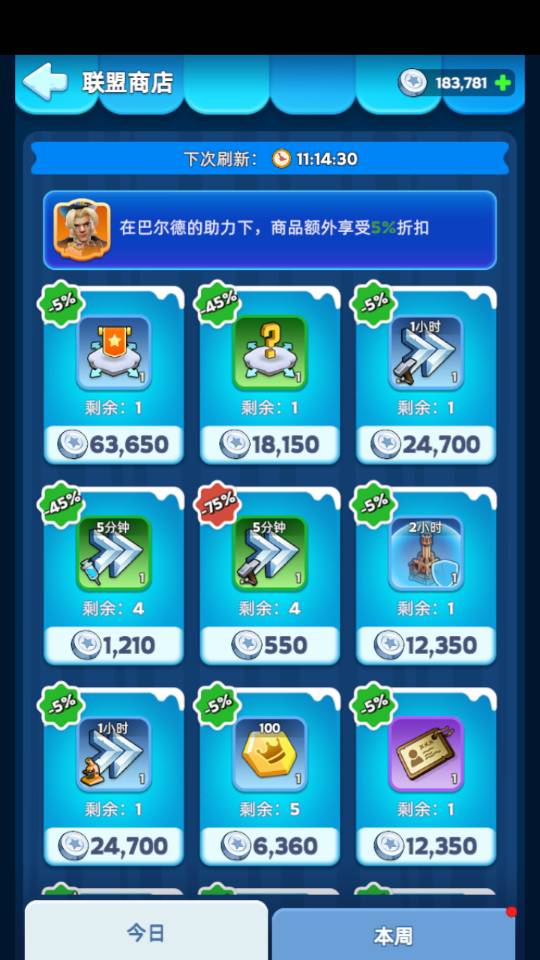 联盟商店
183,781
下次刷新： 11:14:30
在巴尔德的助力下，商品额外享受5%折扣
-5%
-45%
-5%
1小时
1
1
1
剩余：1
剩余：1
剩余：1
63,650
18,150
24,700
-45%
-75%
-5%
5分钟
5分钟
2小时
1
1
1
剩余：4
剩余：4
剩余：1
1,210
550
12,350
-5%
-5%
-5%
1小时
100
1
1
1
剩余：1
剩余：5
剩余：1
24,700
6,360
12,350
今日
本周